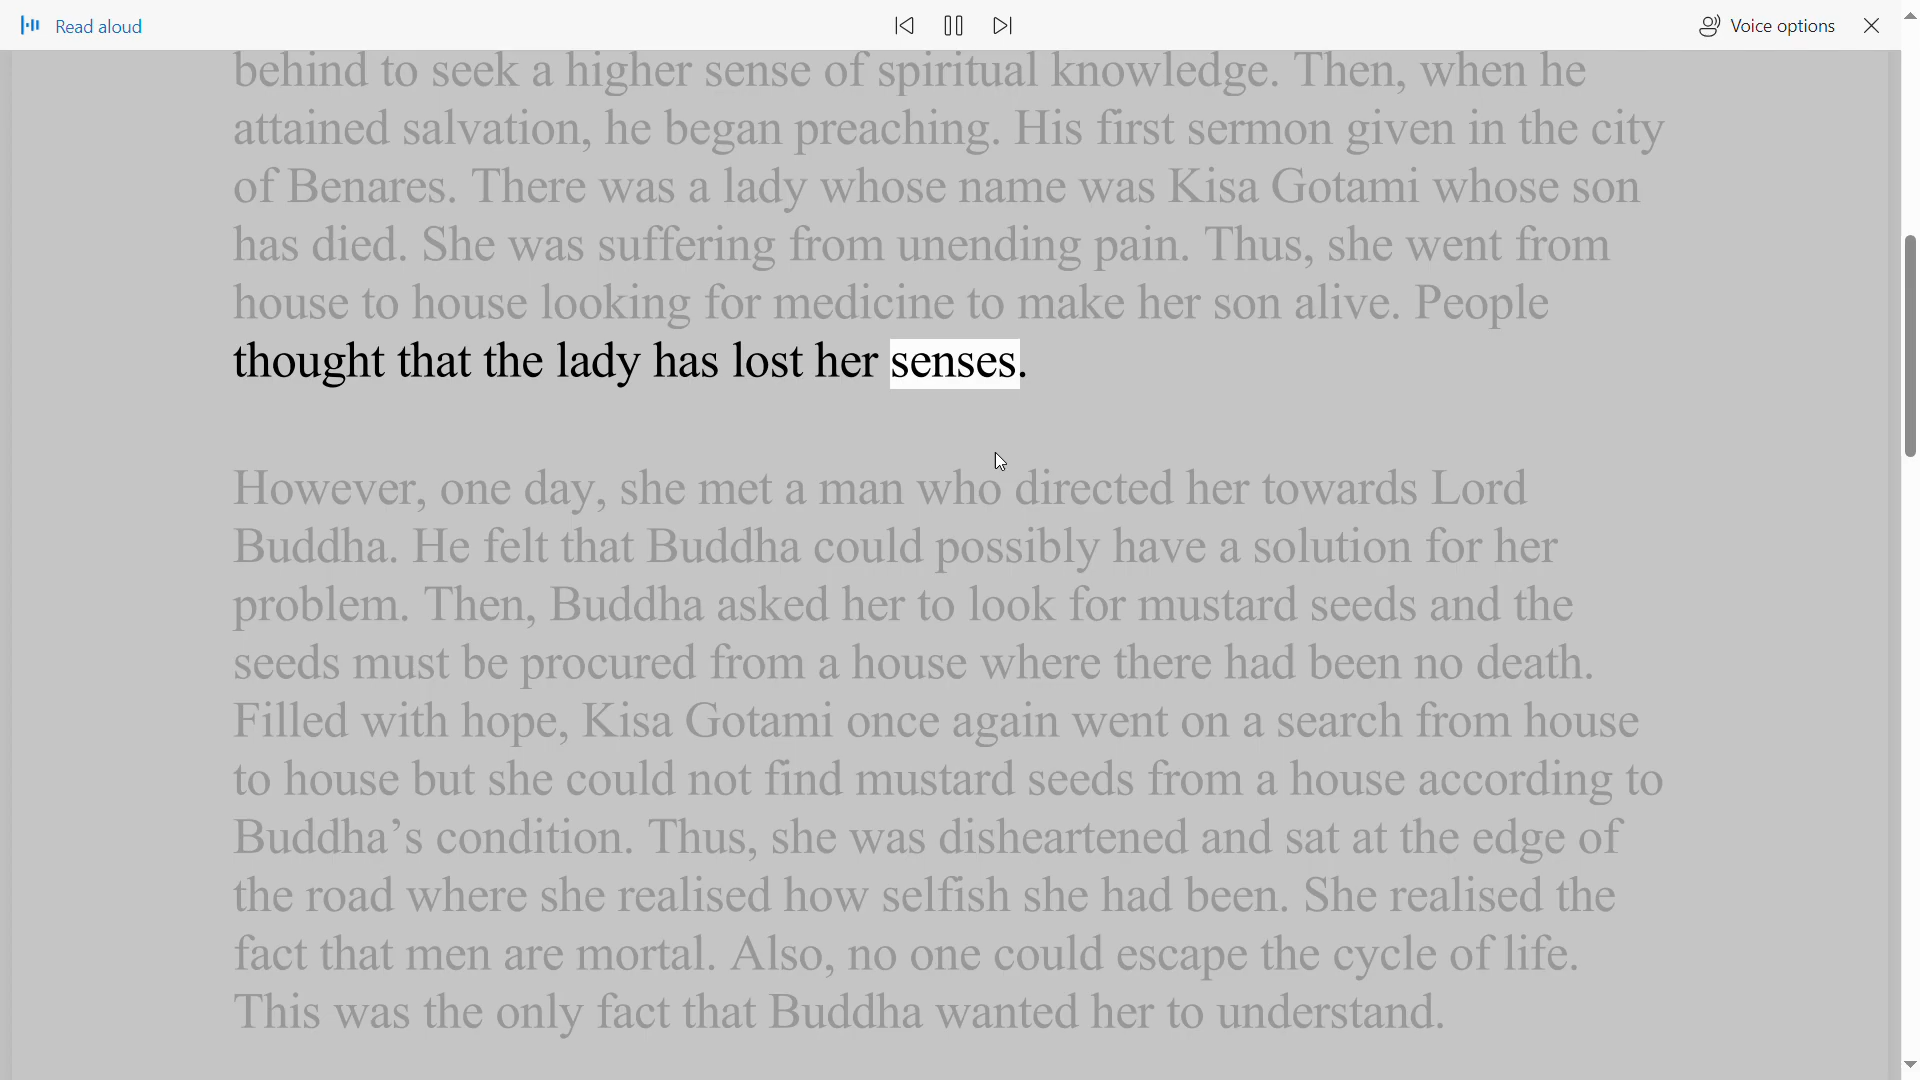 Read aloud
Voice options
behind to seek a higher sense of spiritual knowledge. Then, when he
attained salvation, he began preaching. His first sermon given in the city
of Benares. There was a lady whose name was Kisa Gotami whose son
has died. She was suffering from unending pain. Thus, she went from
house to house looking for medicine to make her son alive. People
thought that the lady has lost her senses.
However, one day, she met a man who directed her towards Lord
Buddha. He felt that Buddha could possibly have a solution for her
problem. Then, Buddha asked her to look for mustard seeds and the
seeds must be procured from a house where there had been no death.
Filled with hope, Kisa Gotami once again went on a search from house
to house but she could not find mustard seeds from a house according to
Buddha’s condition. Thus, she was disheartened and sat at the edge of
the road where she realised how selfish she had been. She realised the
fact that men are mortal. Also, no one could escape the cycle of life.
This was the only fact that Buddha wanted her to understand.